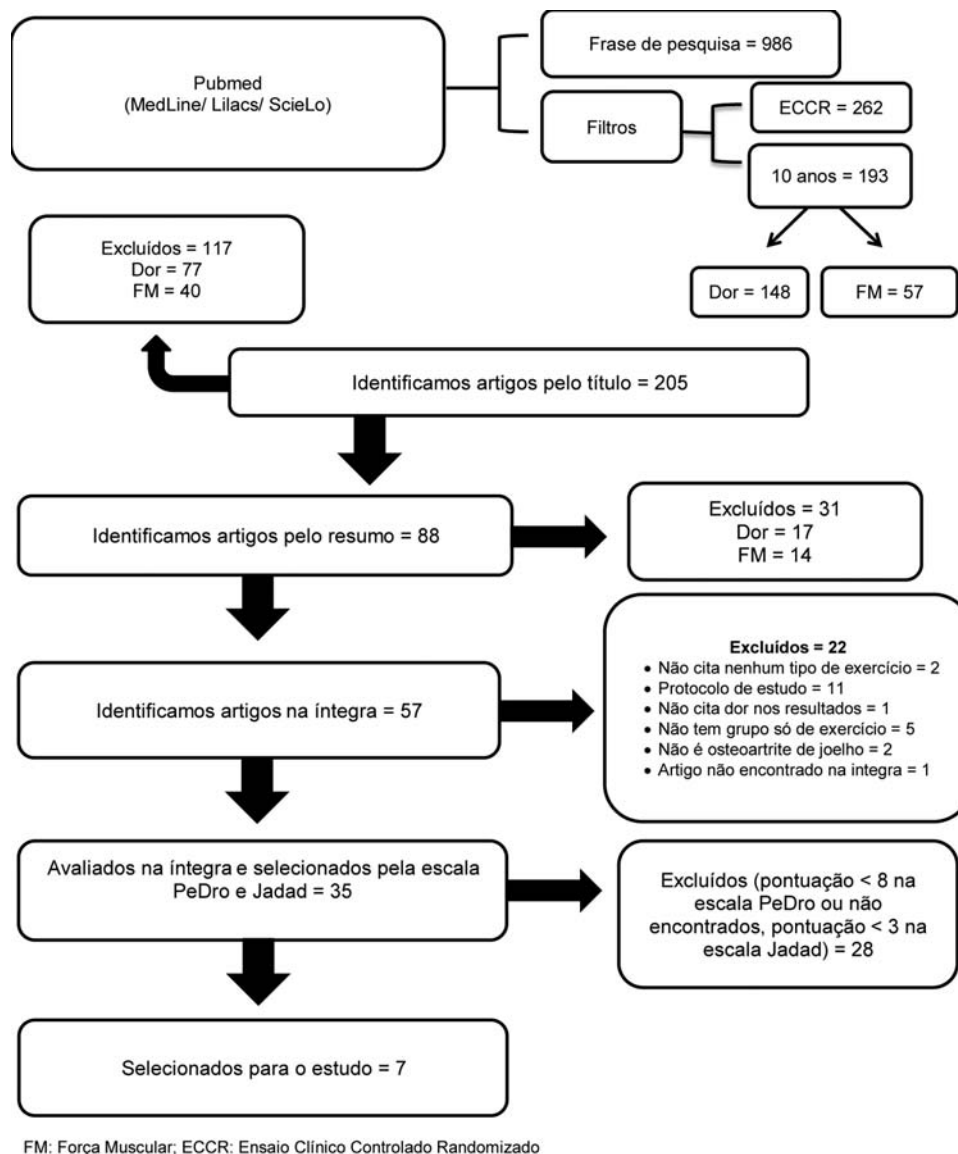 Pubmed
(MedLine/ Lilacs/ ScieLo)
Frase de pesquisa = 986
Filtros
ECCR = 262
10 anos = 193
Dor = 148
FM = 57
Excluídos = 117
Dor = 77
FM = 40
Identificamos artigos pelo título = 205
Identificamos artigos pelo resumo = 88
Excluídos = 31
Dor = 17
FM = 14
Identificamos artigos na íntegra = 57
Excluídos = 22
• Não cita nenhum tipo de exercício = 2
• Protocolo de estudo = 11
• Não cita dor nos resultados = 1
• Não tem grupo só de exercício = 5
• Não é osteoartrite de joelho = 2
• Artigo não encontrado na integra = 1
Avaliados na íntegra e selecionados pela escala
PeDro e Jadad = 35
Excluídos (pontuação < 8 na
escala PeDro ou não
encontrados, pontuação < 3 na
escala Jadad) = 28
Selecionados para o estudo = 7
FM: Força Muscular; ECCR: Ensaio Clínico Controlado Randomizado